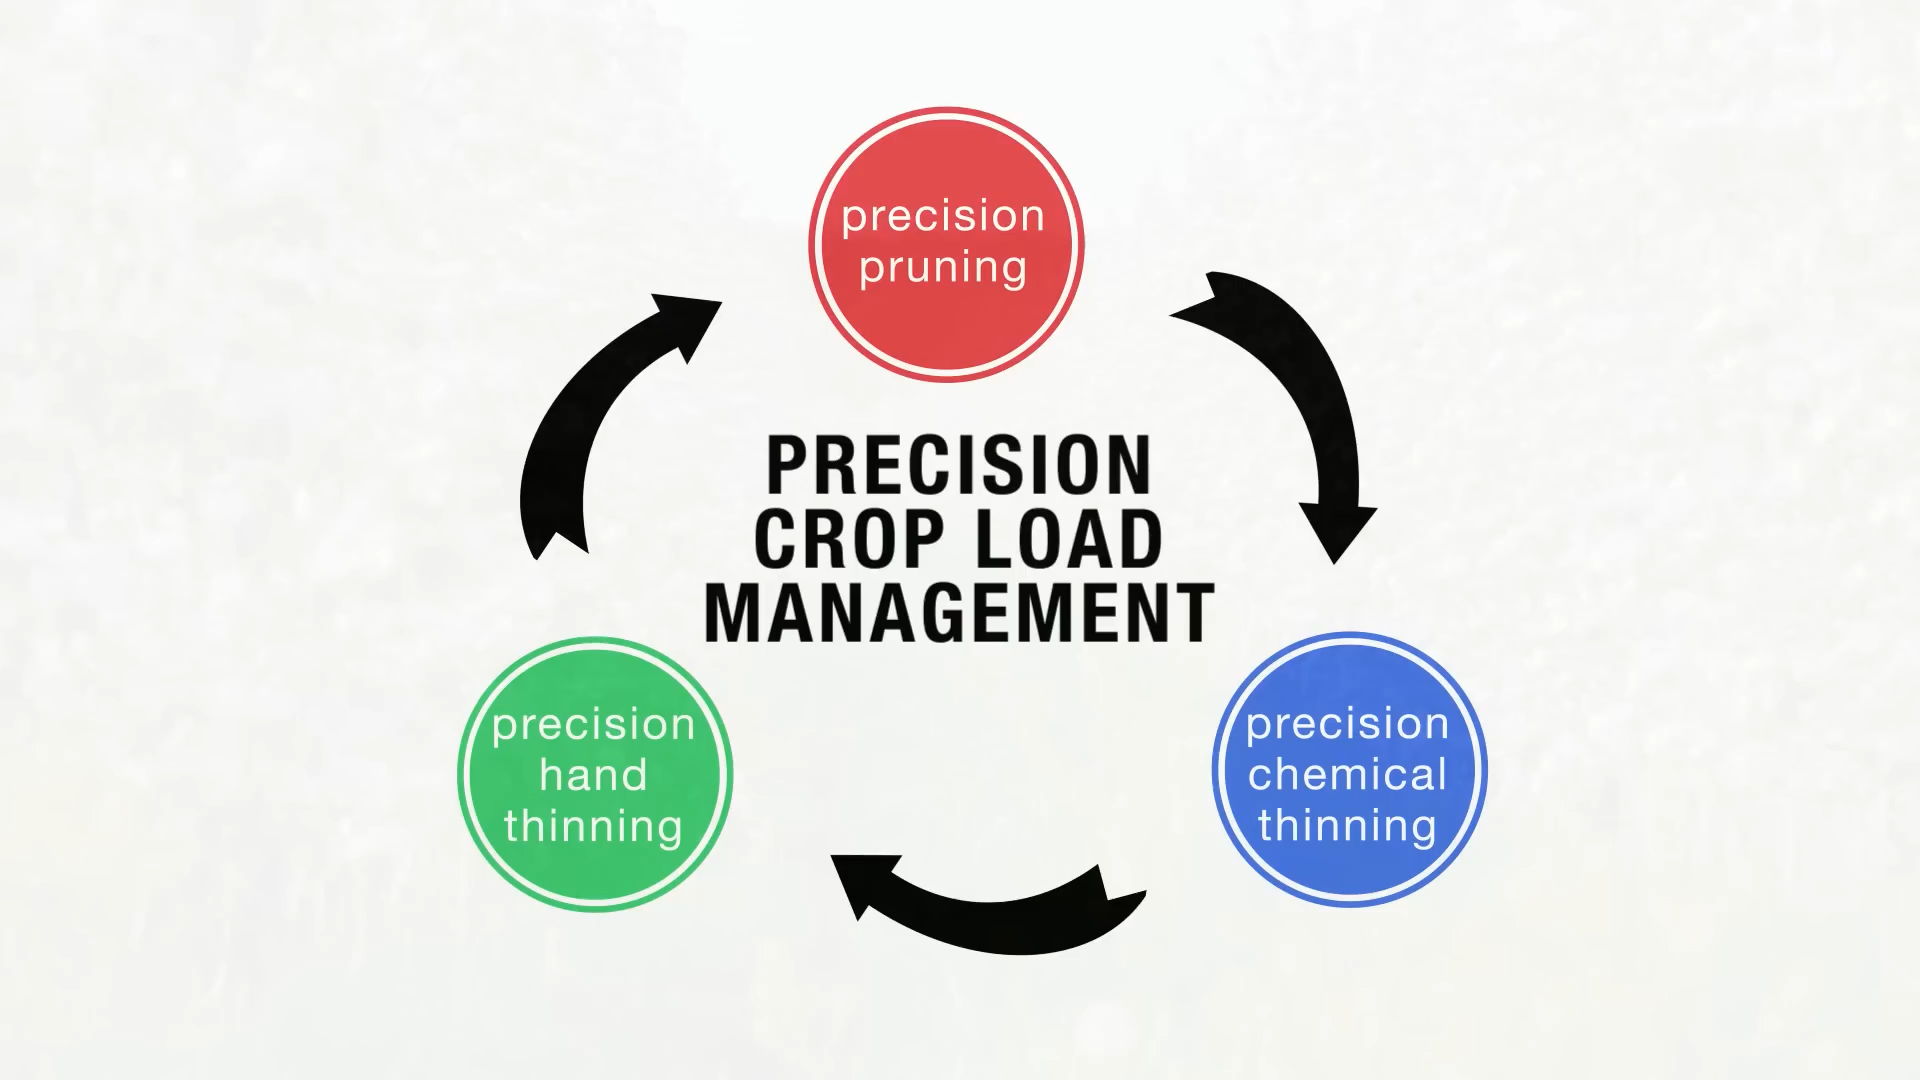 precision
pruning
PRECISION
CROP LOAD
MANAGEMENT
precision
hand
thinning
precision
chemical
thinning